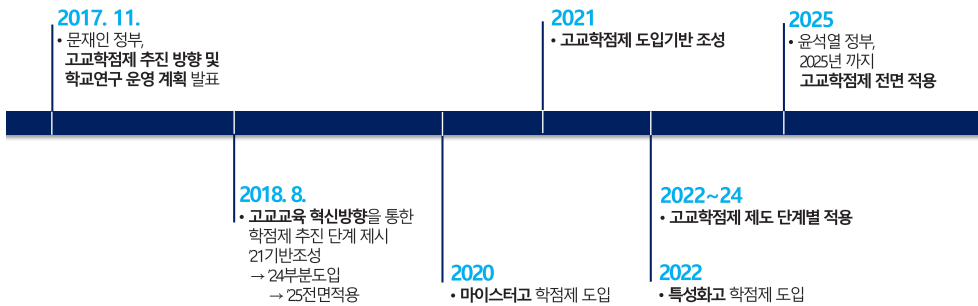 2017. 11.
• 문재인 정부,
고교학점제 추진 방향 및
학교연구 운영 계획 발표
2018. 8.
• 고교교육 혁신방향을 통한
학점제 추진 단계 제시
'21기반조성
→ '24부분도입
→ '25전면적용
2020
• 마이스터고 학점제 도입
2021
• 고교학점제 도입기반 조성
2022~24
• 고교학점제 제도 단계별 적용
2022
• 특성화고 학점제 도입
2025
• 윤석열 정부,
2025년 까지
고교학점제 전면 적용